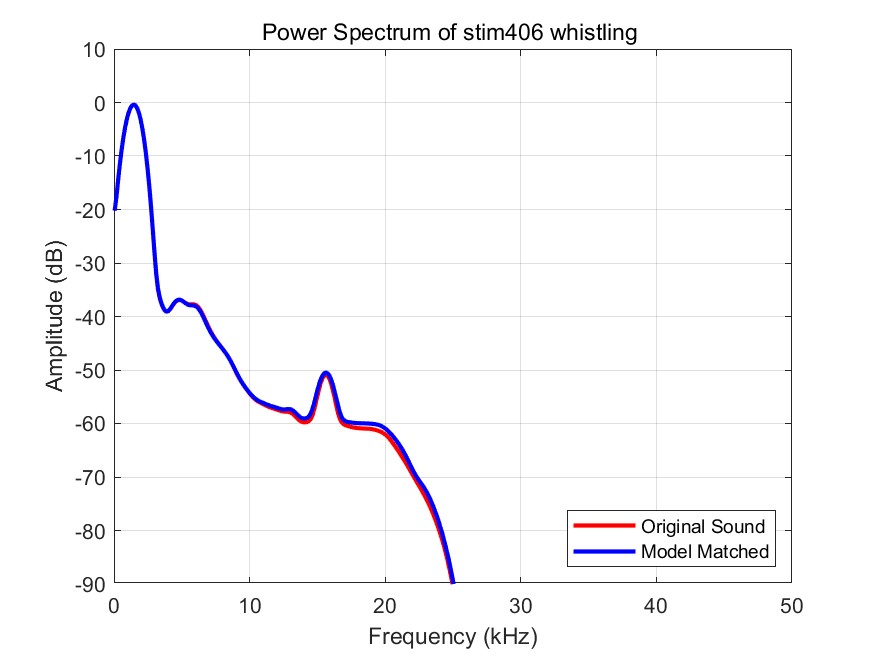 Power Spectrum of stim406 whistling
10
0
-10
-20
-30
-40
-50
-60
-70
-80
-90
Amplitude (dB)
Original Sound
Model Matched
0 10 20 30 40 50
Frequency (kHz)